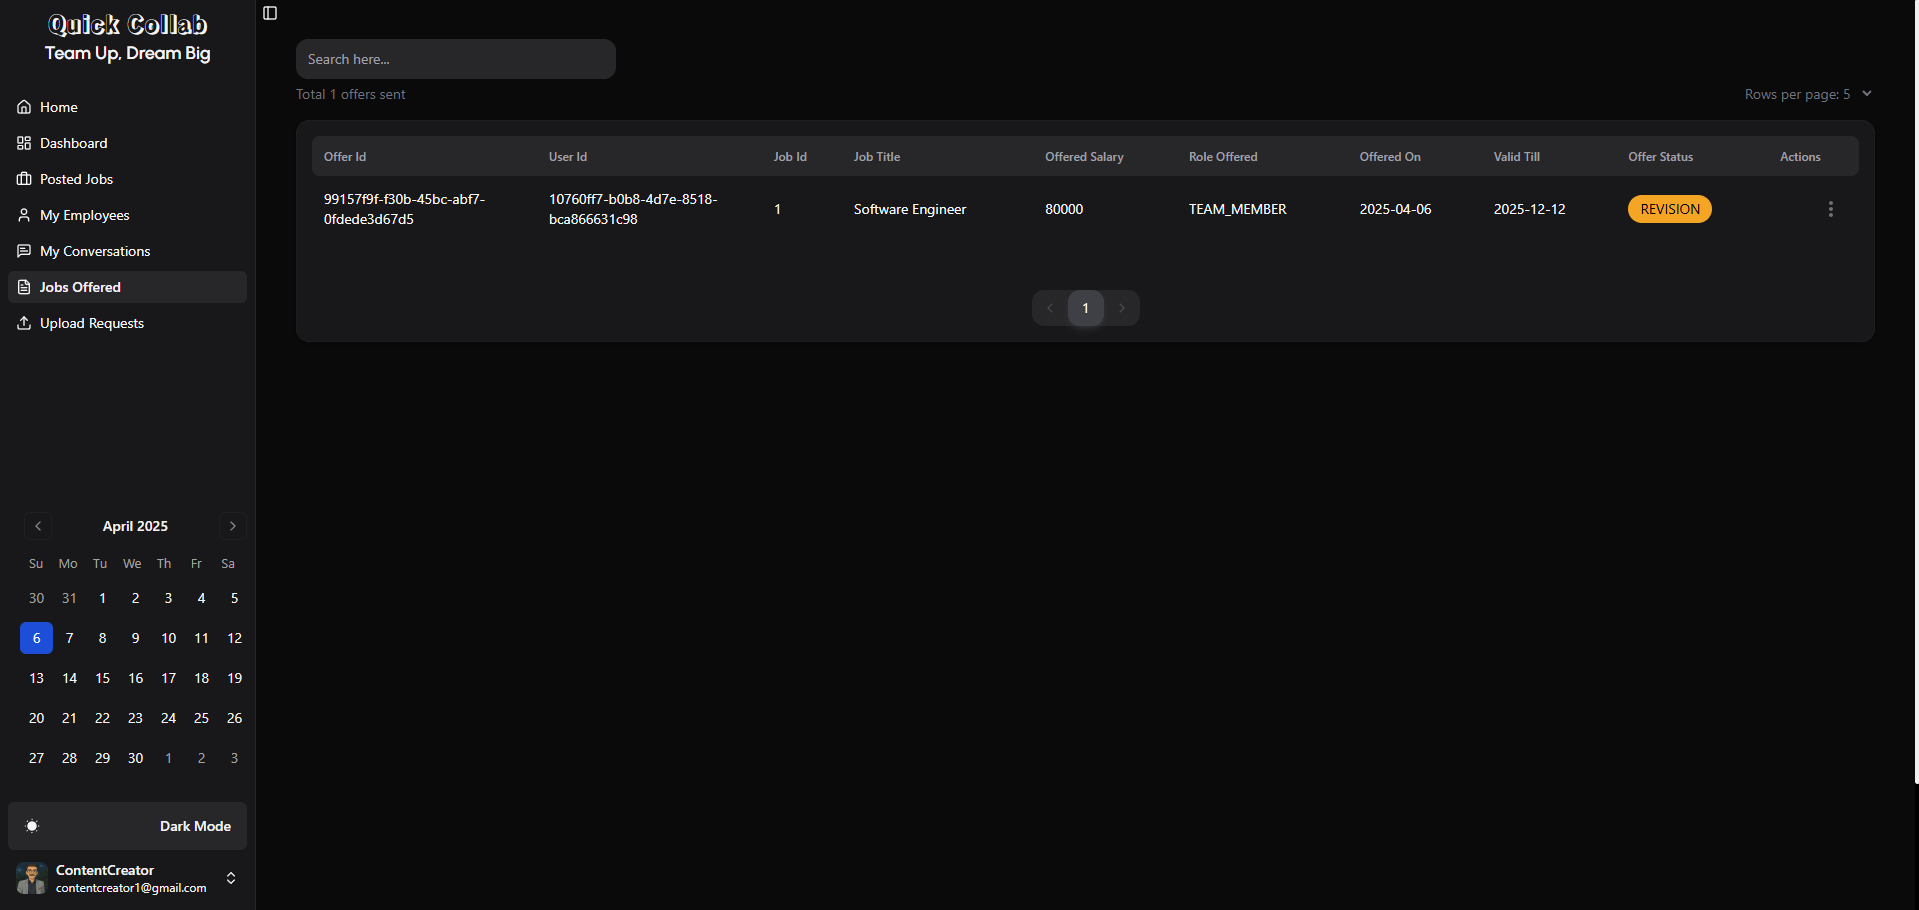 Quick Collab
Team Up, Dream Big
Home
Dashboard
Posted Jobs
My Employees
My Conversations
Jobs Offered
Upload Requests
April 2025
Su Mo Tu We Th Fr Sa
30 31 1 2 3 4 5
6 7 8 9 10 11 12
13 14 15 16 17 18 19
20 21 22 23 24 25 26
27 28 29 30 1 2 3
Dark Mode
ContentCreator
contentcreator1@gmail.com
Search here...
Total 1 offers sent
Rows per page: 5
Offer Id User Id Job Id Job Title Offered Salary Role Offered Offered On Valid Till Offer Status Actions
99157f9f-f30b-45bc-abf7- 10760ff7-b0b8-4d7e-8518-
1 Software Engineer 80000 TEAM_MEMBER 2025-04-06 2025-12-12 REVISION
0fdede3d67d5 bca866631c98
1